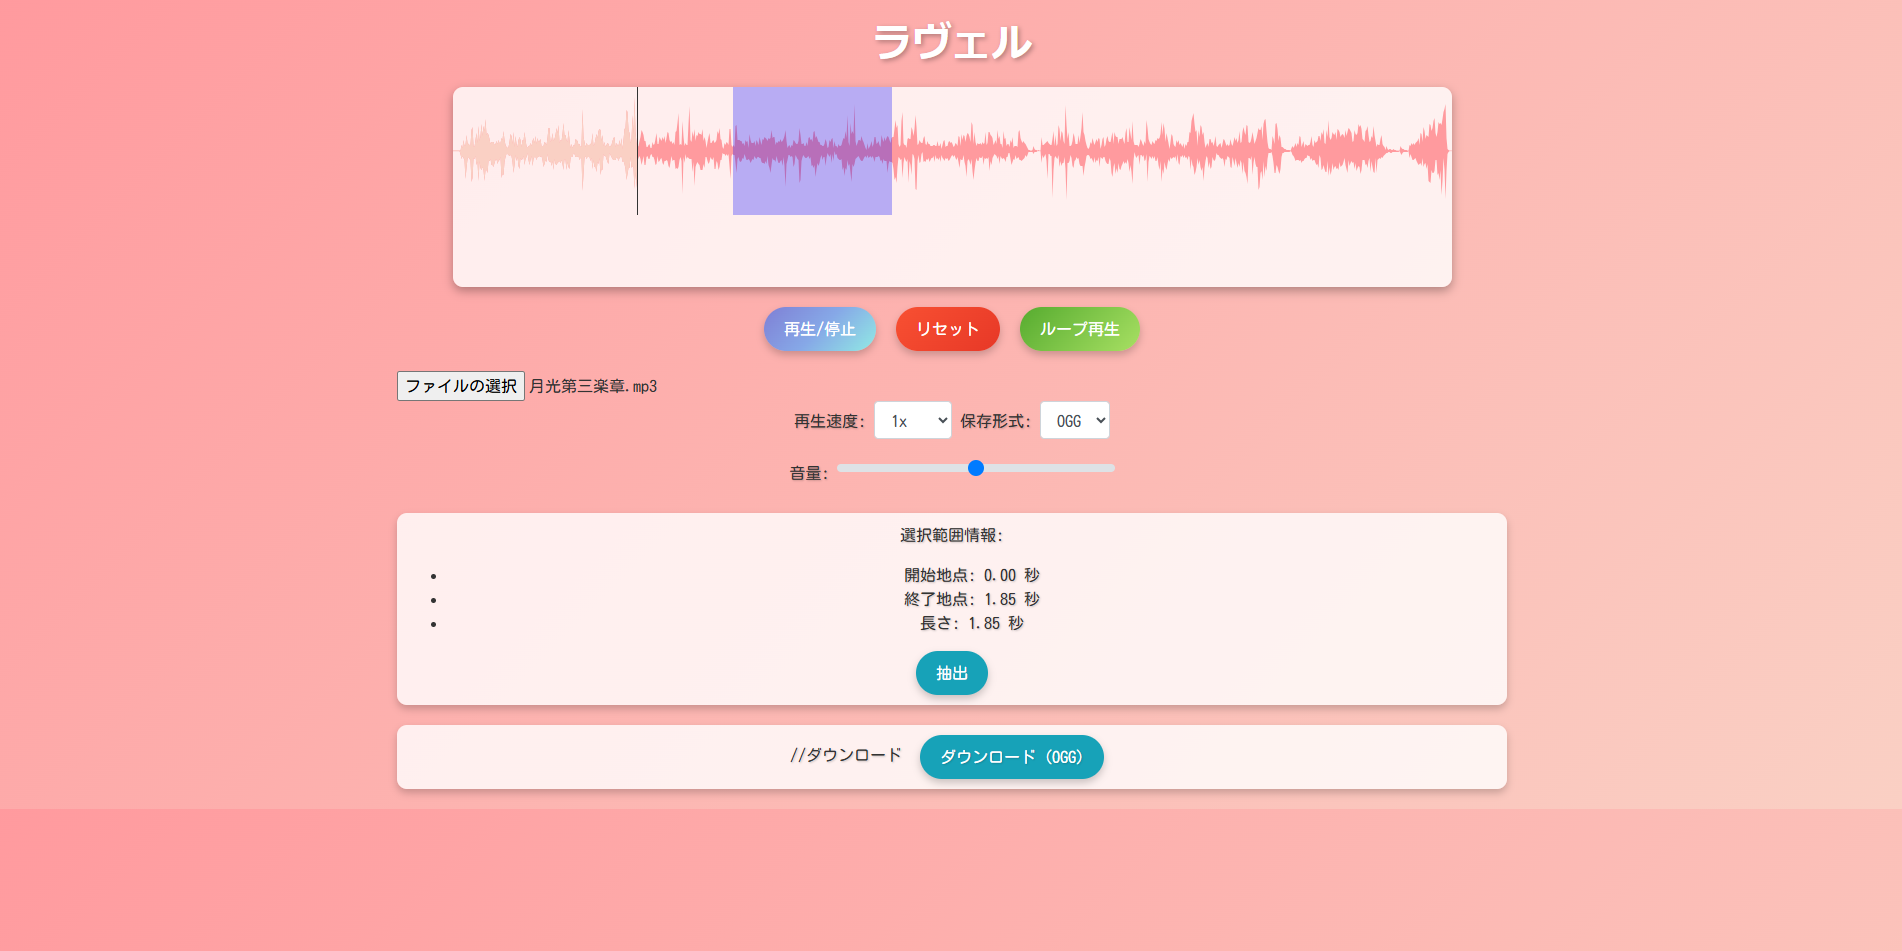 ラヴェル
再生/停止 リセット ループ再生
ファイルの選択 月光第三楽章.mp3
再生速度: 1x 保存形式: OGG
音量:
選択範囲情報:
開始地点: 0.00 秒
終了地点: 1.85 秒
長さ: 1.85 秒
抽出
//ダウンロード ダウンロード (OGG)